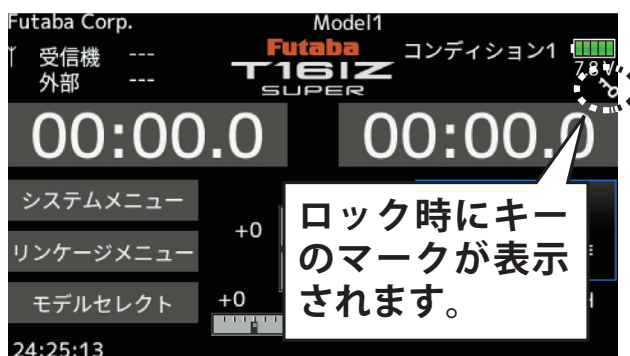 Futaba Corp.
Model1
受信機 ---
外部 ---
Futaba
T16IZ
SUPER
コンディション1
7.8V
00:00.0
00:00.0
システムメニュー
リンケージメニュー
モデルセレクト
+0
+0
ロック時にキー
のマークが表示
されます。
H
24:25:13